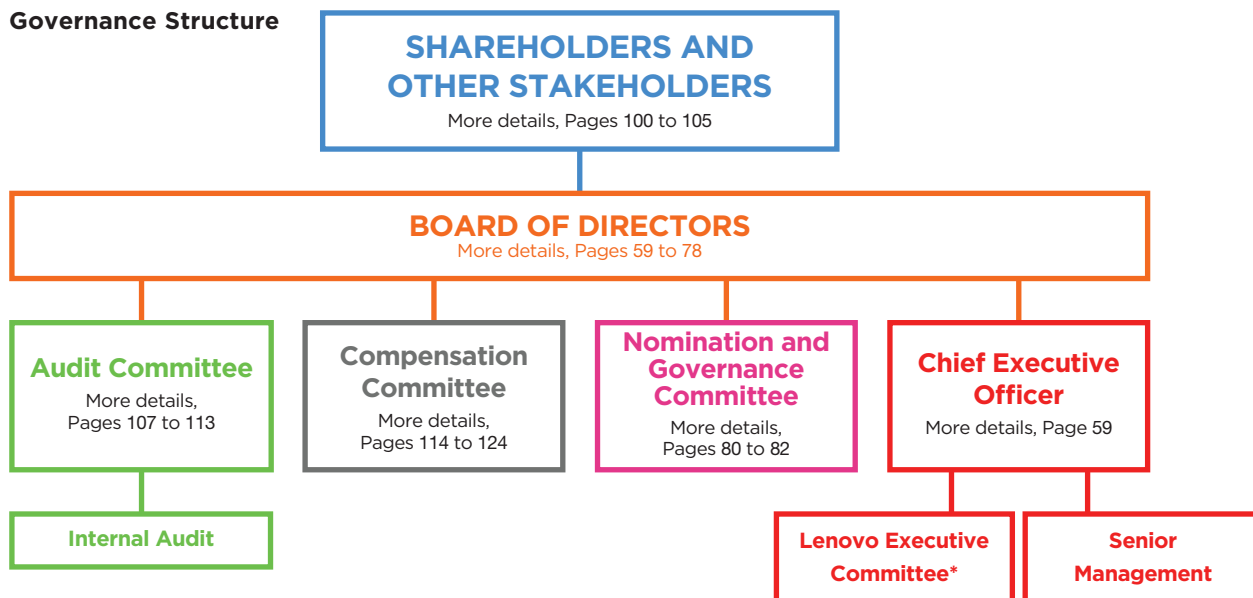 Governance Structure
SHAREHOLDERS AND
OTHER STAKEHOLDERS
More details, Pages 100 to 105
BOARD OF DIRECTORS
More details, Pages 59 to 78
Audit Committee
More details,
Pages 107 to 113
Compensation
Committee
More details,
Pages 114 to 124
Nomination and
Governance
Committee
More details,
Pages 80 to 82
Chief Executive
Officer
More details, Page 59
Internal Audit
Lenovo Executive
Committee*
Senior
Management